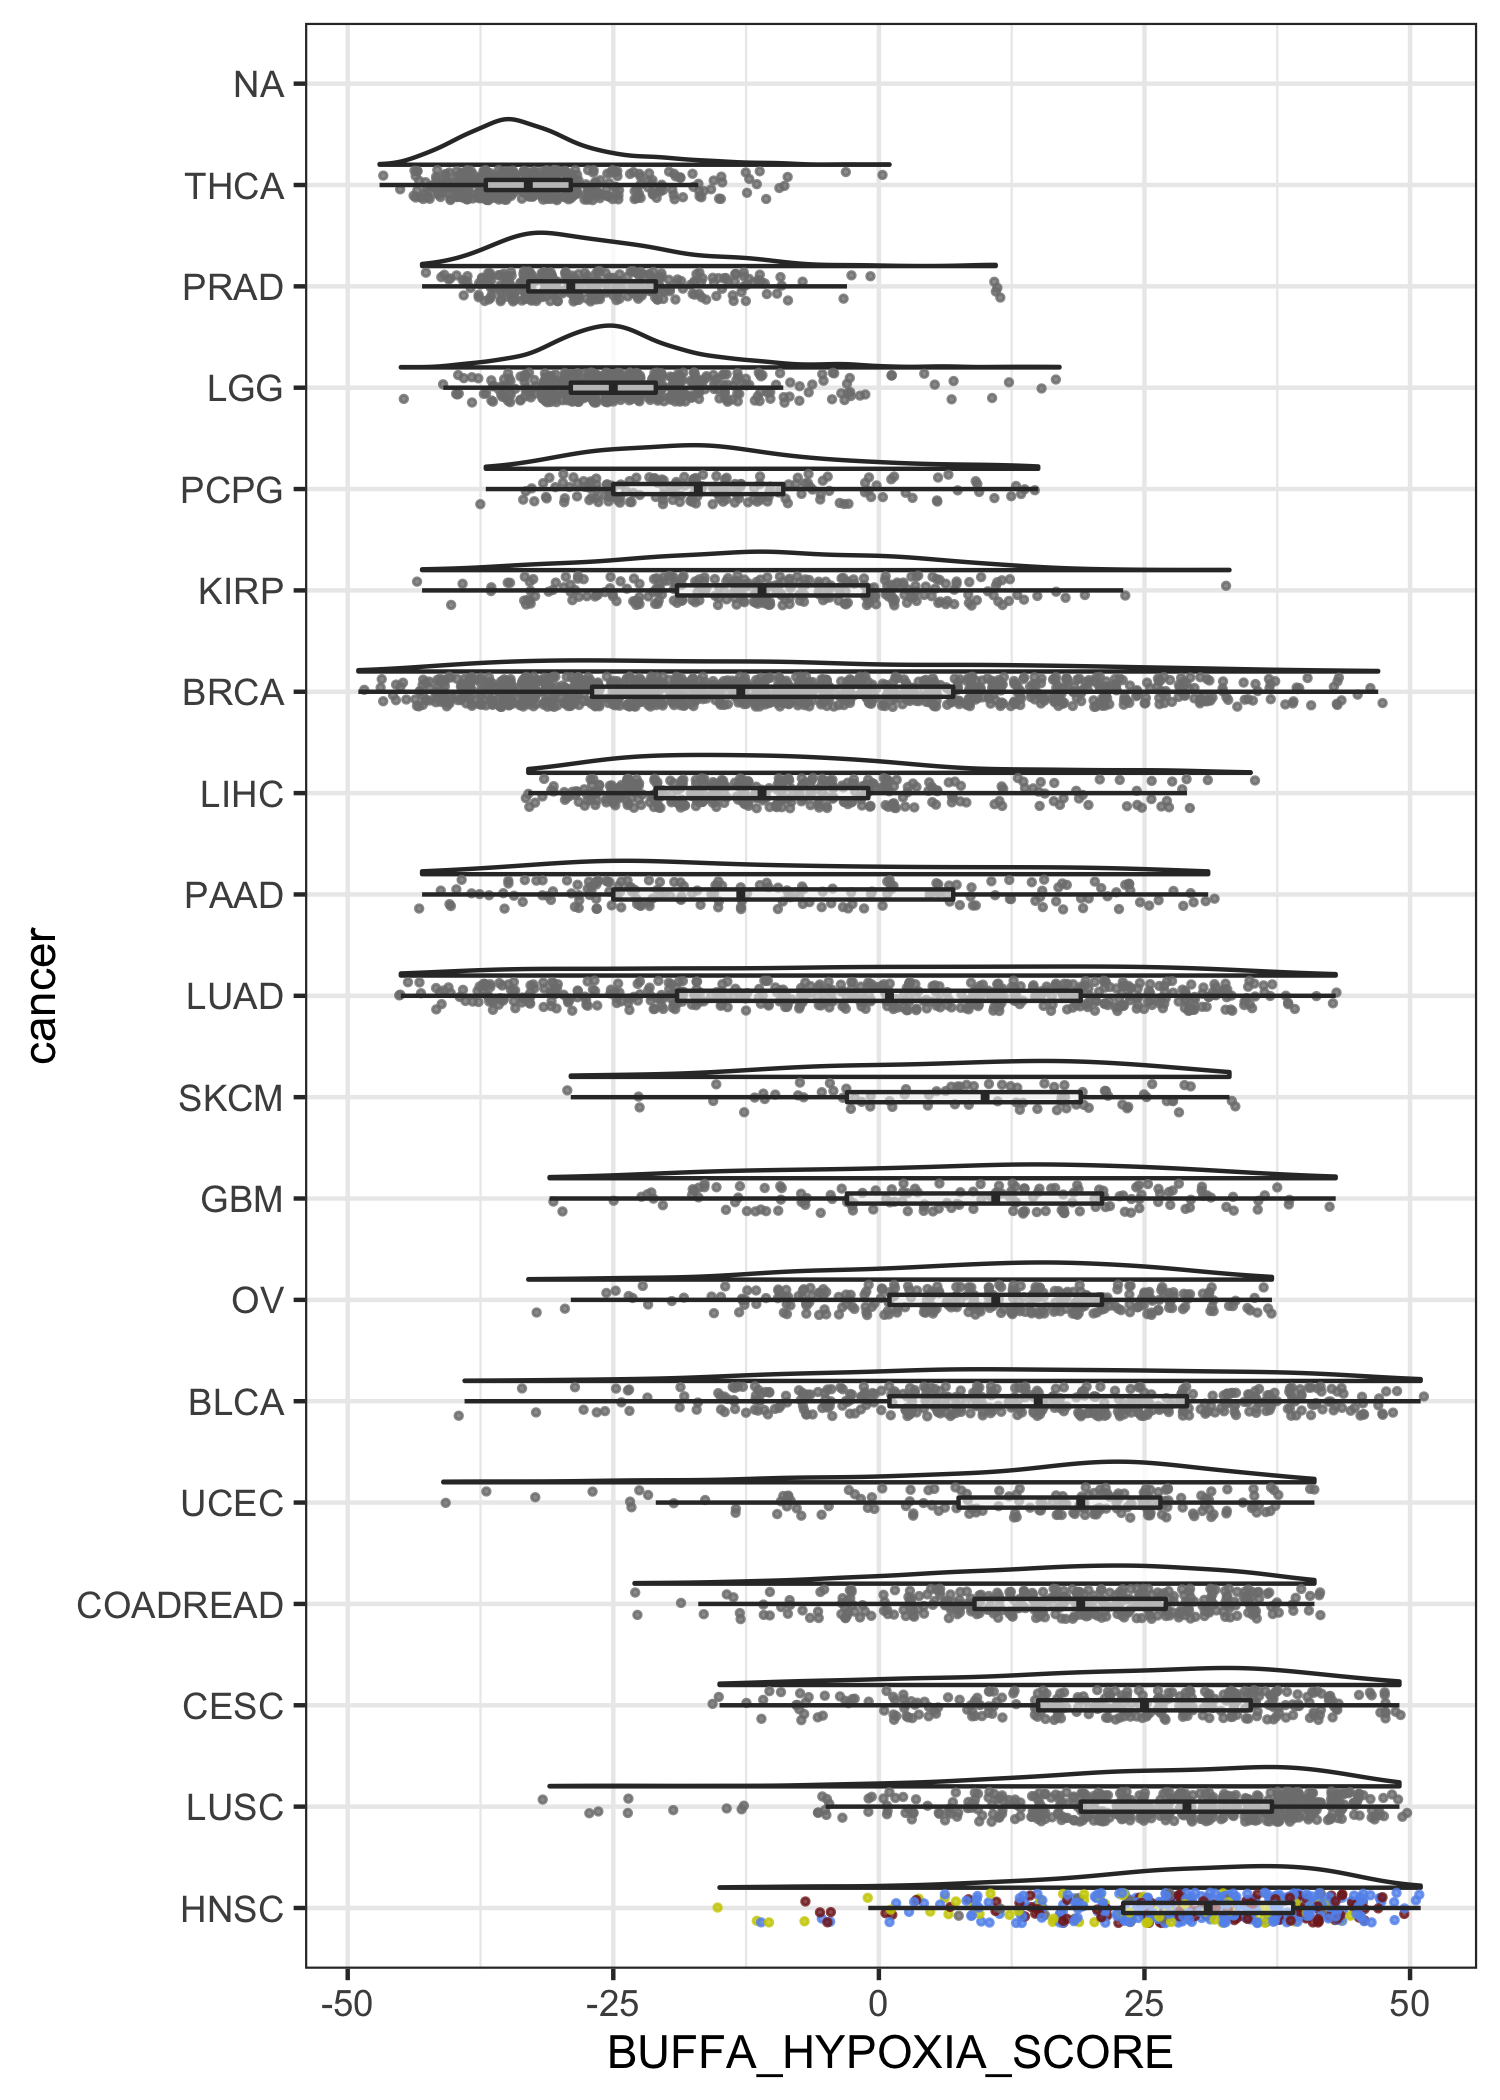 NA
THCA
PRAD
LGG
PCPG
KIRP
BRCA
LIHC
PAAD
LUAD
SKCM
GBM
OV
BLCA
UCEC
COADREAD
CESC
LUSC
HNSC
cancer
-50 -25 0 25 50
BUFFA_HYPOXIA_SCORE